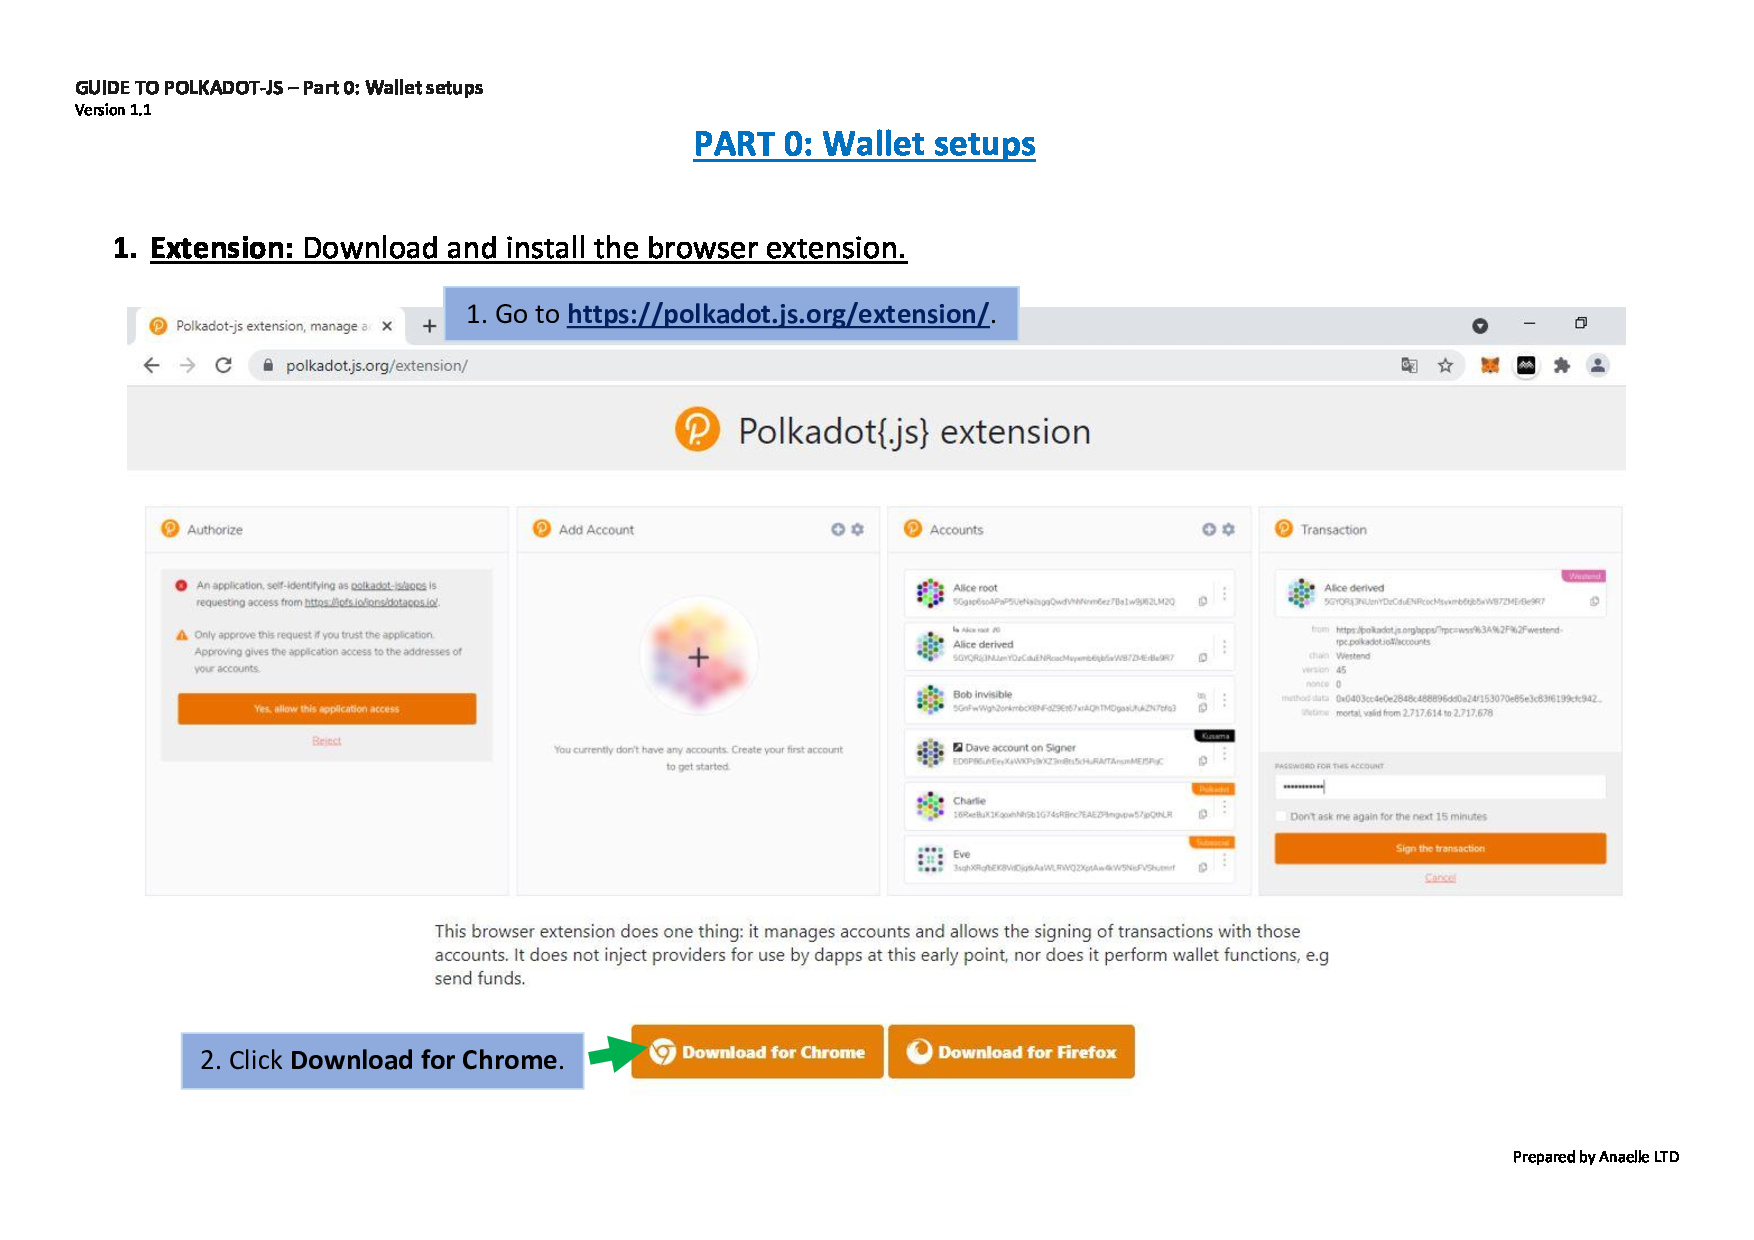 GUIDE TO POLKADOT-JS – Part 0: Wallet setups
Version 1.1
PART 0: Wallet setups
1. Extension: Download and install the browser extension.
1. Go to https://polkadot.js.org/extension/.
Polkadot-js extension, manage a
polkadot.js.org/extension/
Polkadot{.js} extension
Authorize
An application, self-identifying as polkadot-js/apps is
requesting access from https://ipfs.io/ipns/dotapps.io/.
Only approve this request if you trust the application.
Approving gives the application access to the addresses of
your accounts.
Yes, allow this application access
Reject
Add Account
You currently don't have any accounts. Create your first account
to get started.
Accounts
Alice root
Alice root //0
Alice derived
Bob invisible
Kusama
Dave account on Signer
Polkadot
Charlie
Substrate
Eve
Transaction
Westend
Alice derived
from https://polkadot.js.org/apps/?rpc=wss%3A%2F%2Fwestend-
rpc.polkadot.io#/accounts
chain Westend
version 45
nonce 0
method data
lifetime mortal, valid from 2,717,614 to 2,717,678
PASSWORD FOR THIS ACCOUNT
Don't ask me again for the next 15 minutes
Sign the transaction
Cancel
This browser extension does one thing: it manages accounts and allows the signing of transactions with those
accounts. It does not inject providers for use by dapps at this early point, nor does it perform wallet functions, e.g
send funds.
2. Click Download for Chrome.
Download for Chrome
Download for Firefox
Prepared by Anaelle LTD